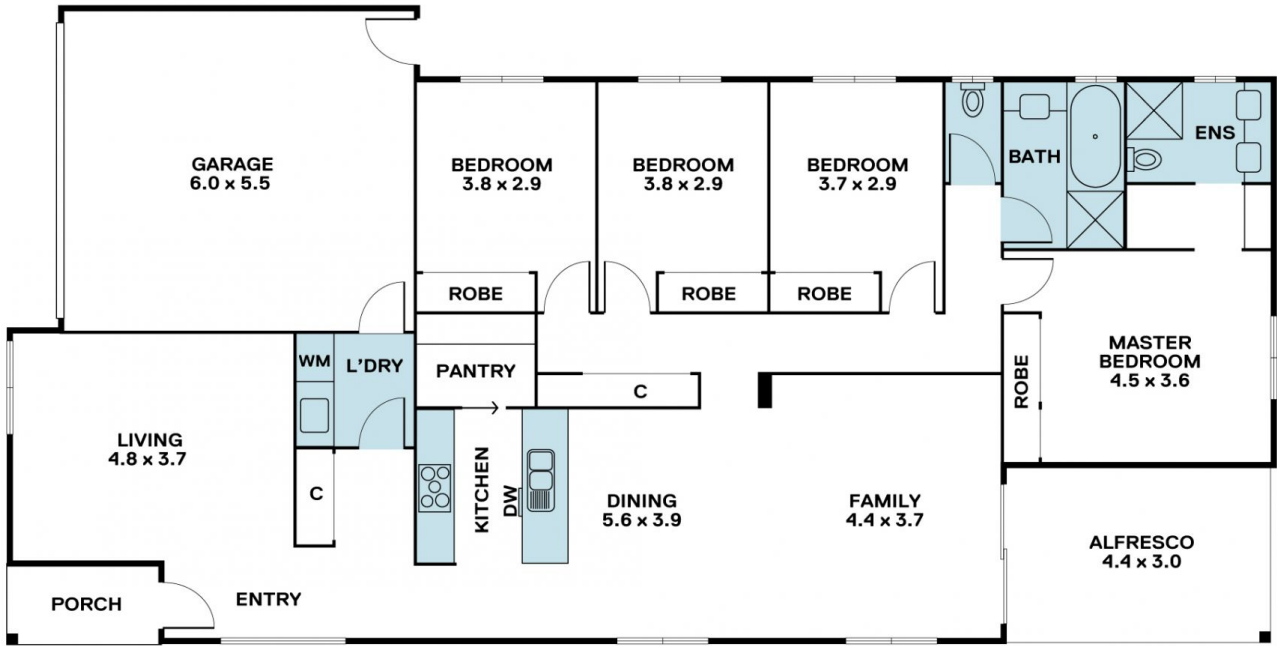 GARAGE
6.0 x 5.5
BEDROOM
3.8 x 2.9
BEDROOM
3.8 x 2.9
BEDROOM
3.7 x 2.9
BATH
ENS
ROBE
ROBE
ROBE
WM
L'DRY
PANTRY
C
ROBE
MASTER
BEDROOM
4.5 x 3.6
LIVING
4.8 x 3.7
C
KITCHEN
DW
DINING
5.6 x 3.9
FAMILY
4.4 x 3.7
ALFRESCO
4.4 x 3.0
PORCH
ENTRY